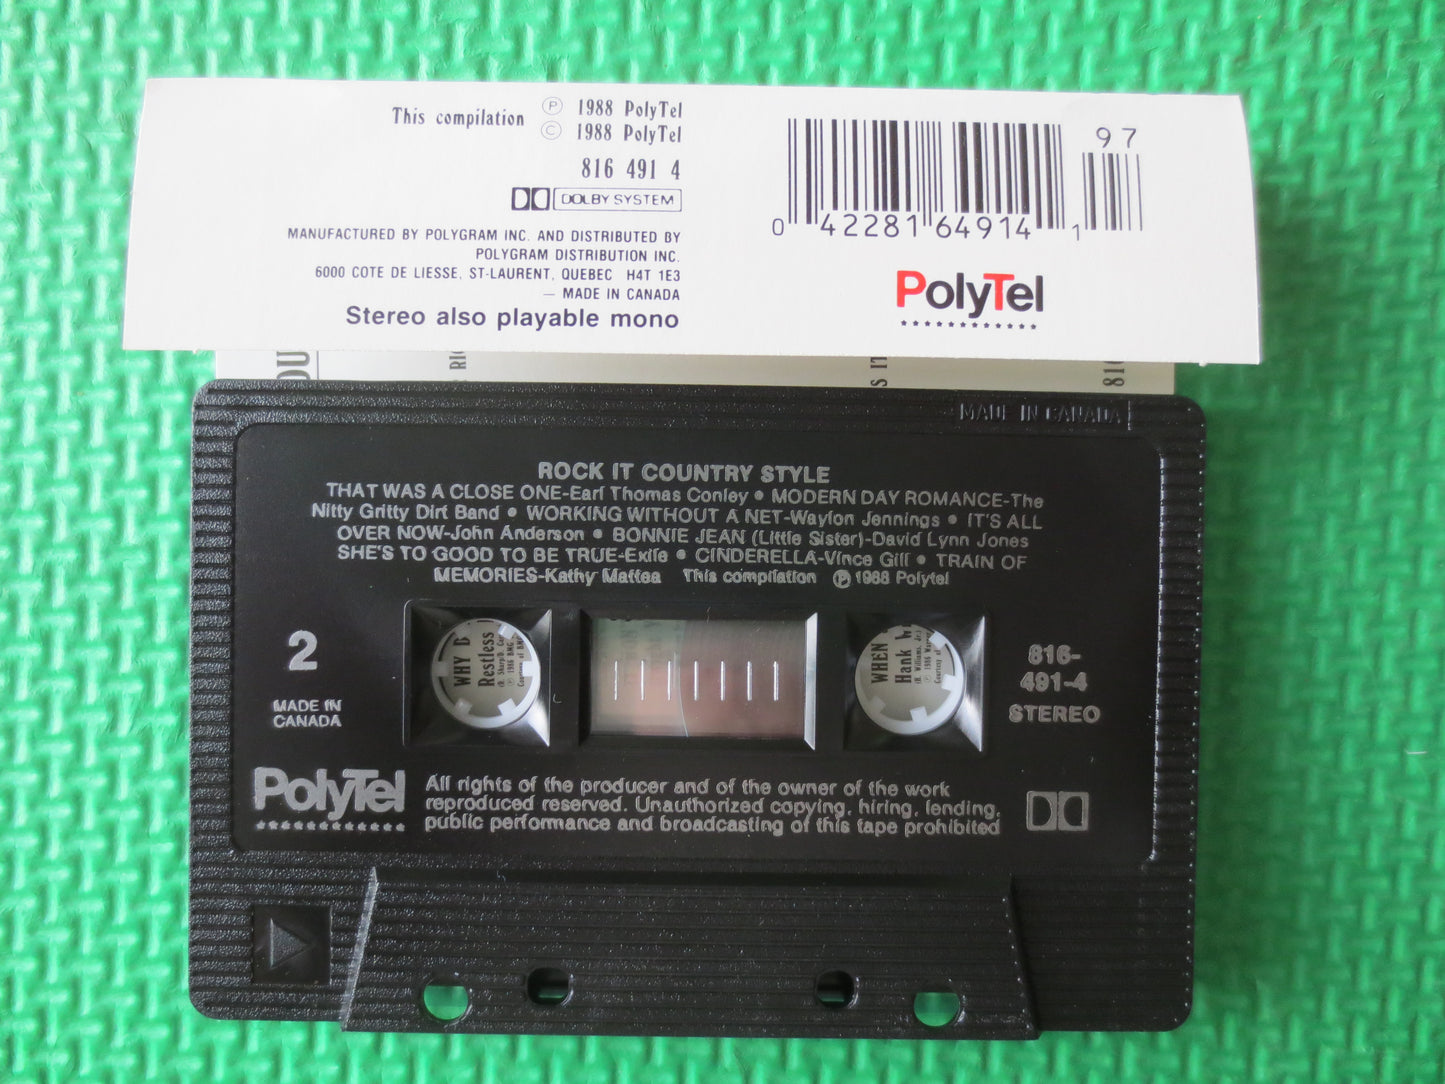 This compilation Ⓟ 1988 PolyTel
© 1988 PolyTel
816 491 4
DOLBY SYSTEM
MANUFACTURED BY POLYGRAM INC. AND DISTRIBUTED BY
POLYGRAM DISTRIBUTION INC.
6000 COTE DE LIESSE, ST-LAURENT, QUEBEC H4T 1E3
— MADE IN CANADA
Stereo also playable mono
97
0 42281 64914 1
PolyTel
MADE IN CANADA
ROCK IT COUNTRY STYLE
THAT WAS A CLOSE ONE-Earl Thomas Conley • MODERN DAY ROMANCE-The
Nitty Gritty Dirt Band • WORKING WITHOUT A NET-Waylon Jennings • IT'S ALL
OVER NOW-John Anderson • BONNIE JEAN (Little Sister)-David Lynn Jones
SHE'S TO GOOD TO BE TRUE-Exile • CINDERELLA-Vince Gill • TRAIN OF
MEMORIES-Kathy Mattea This compilation Ⓟ 1988 Polytel
2
MADE IN
CANADA
WHY
Restless
WHEN
Hank
816-
491-4
STEREO
PolyTel
All rights of the producer and of the owner of the work
reproduced reserved. Unauthorized copying, hiring, lending,
public performance and broadcasting of this tape prohibited